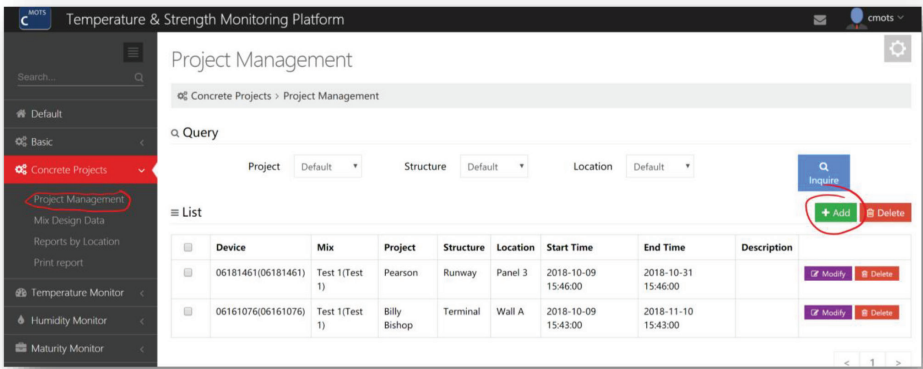 CMOTS Temperature & Strength Monitoring Platform cmots
Search...
Default
Basic
Concrete Projects
Project Management
Mix Design Data
Reports by Location
Print report
Temperature Monitor
Humidity Monitor
Maturity Monitor
Project Management
Concrete Projects > Project Management
Query
Project Default Structure Default Location Default Inquire
List + Add Delete
Device Mix Project Structure Location Start Time End Time Description
06181461(06181461) Test 1(Test 1) Pearson Runway Panel 3 2018-10-09 15:46:00 2018-10-31 15:46:00 Modify Delete
06161076(06161076) Test 1(Test 1) Billy Bishop Terminal Wall A 2018-10-09 15:43:00 2018-11-10 15:43:00 Modify Delete
< 1 >